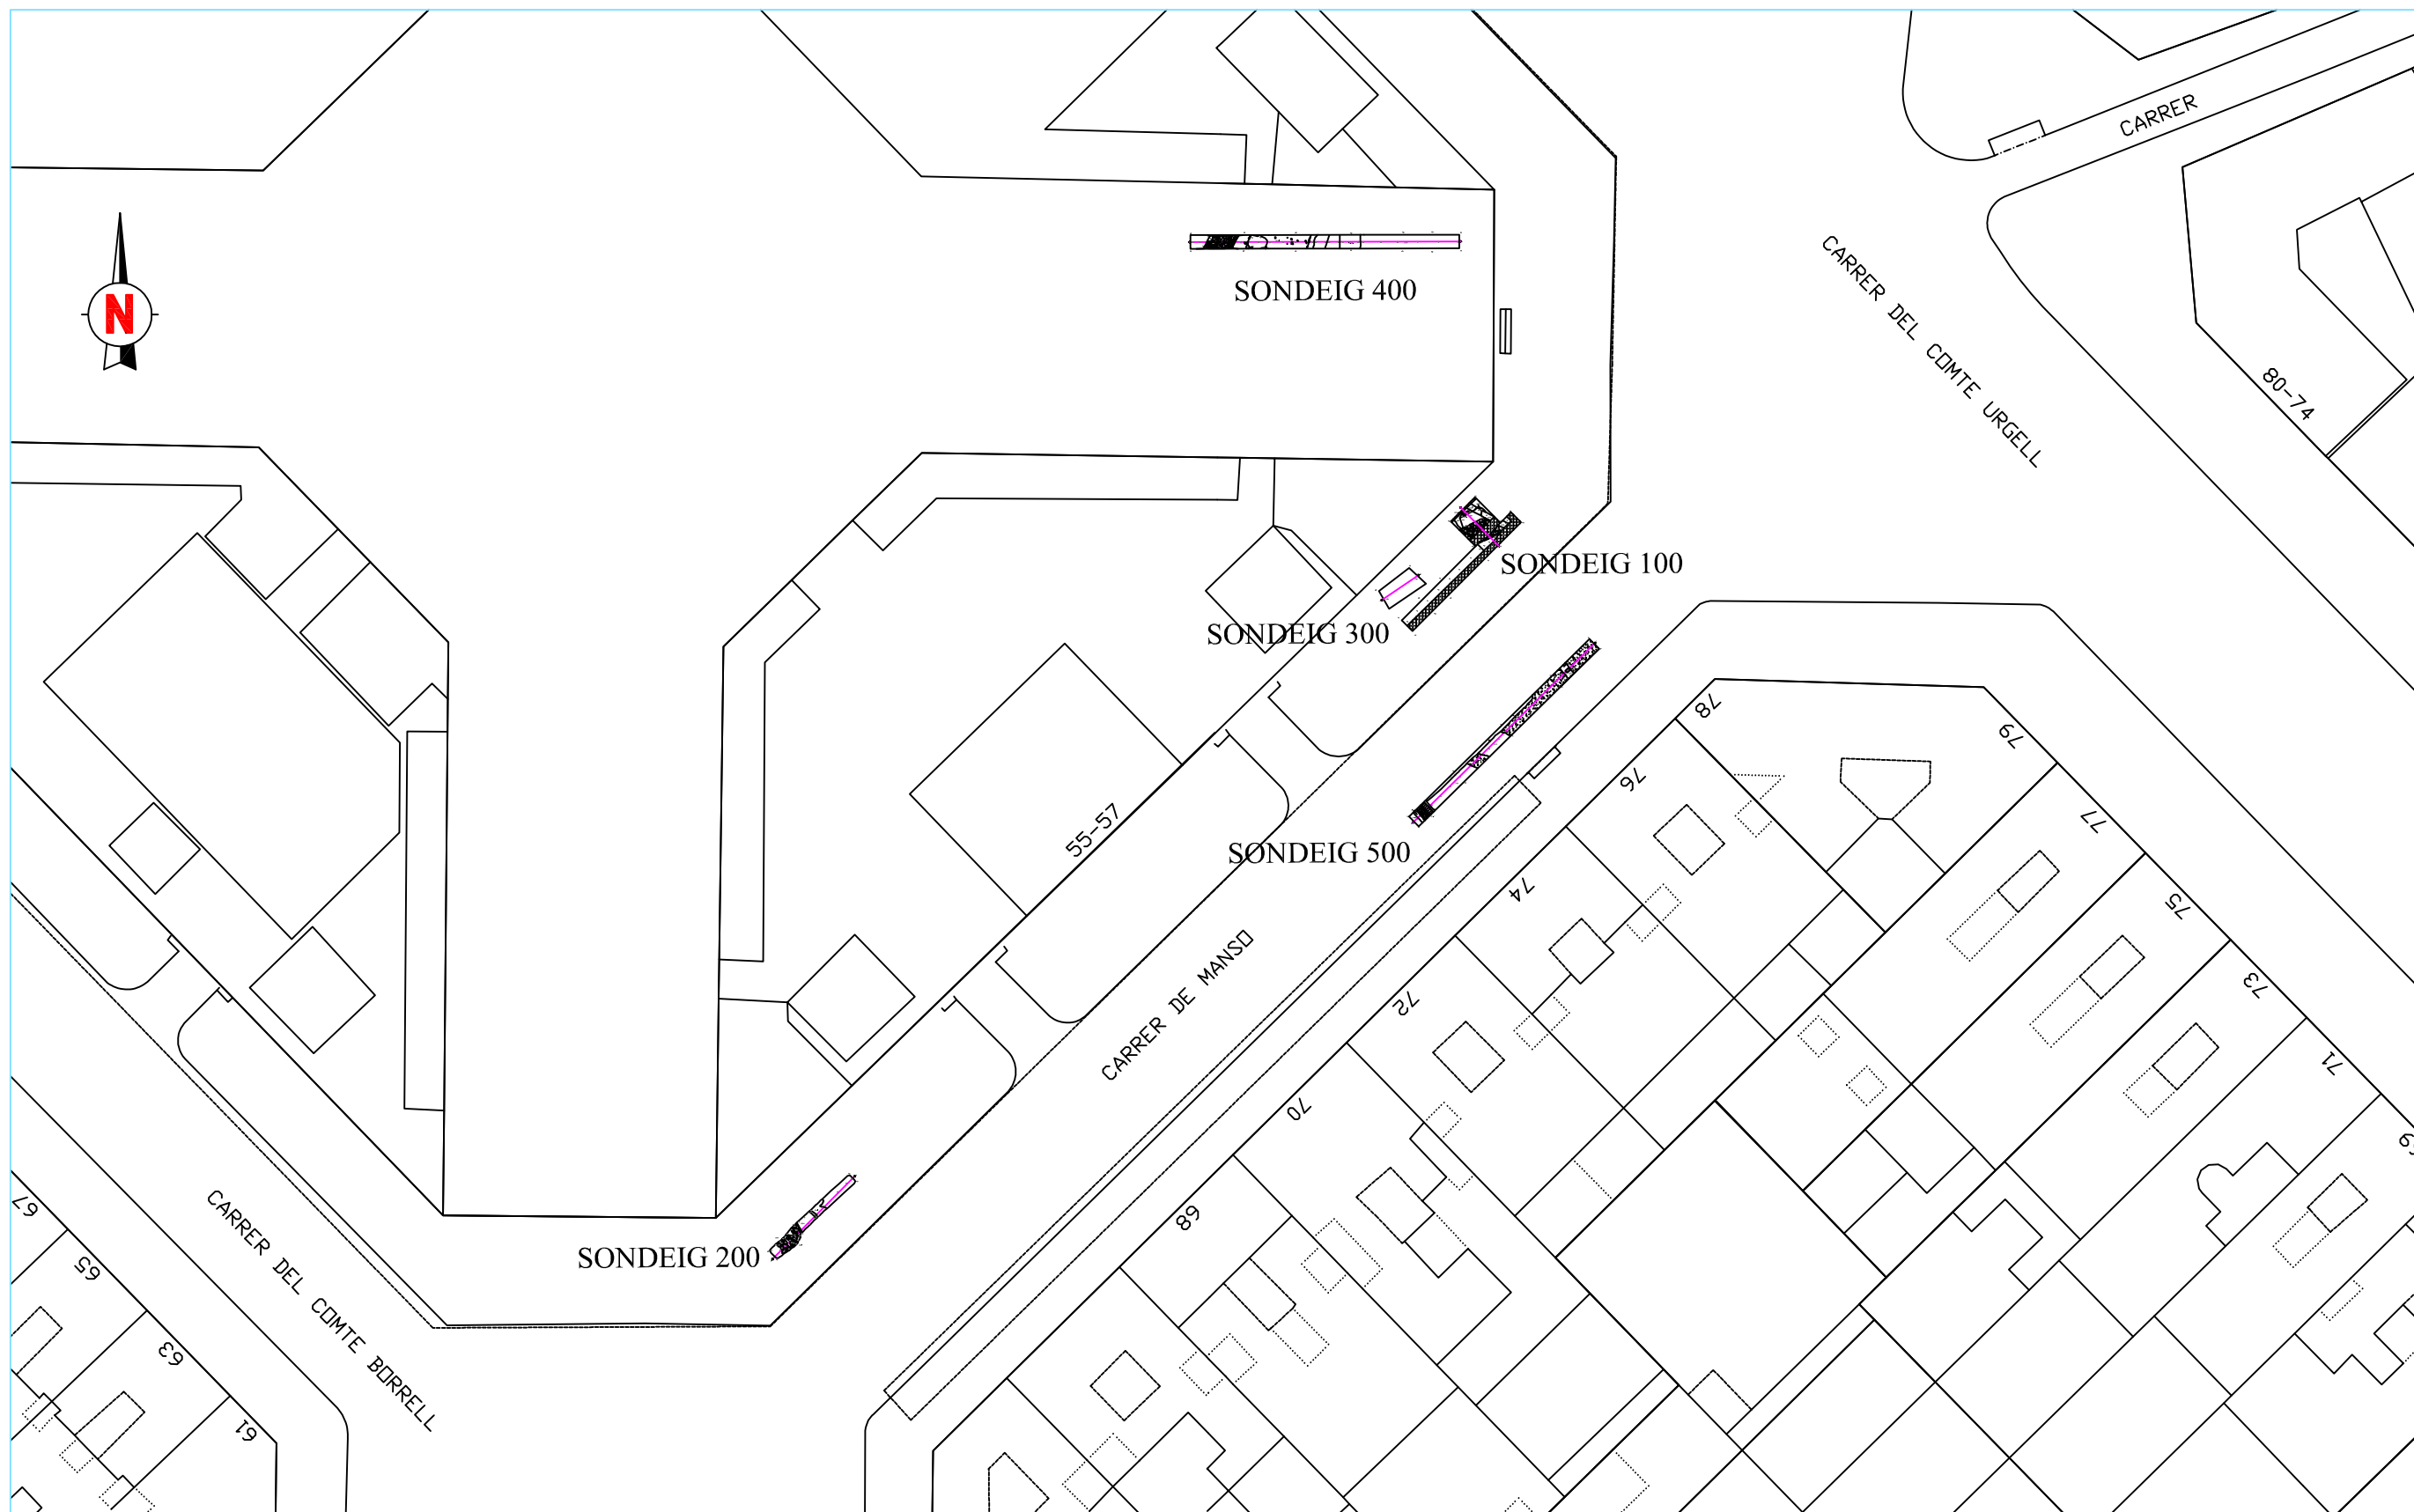 CARRER
N
CARRER DEL COMTE URGELL
SONDEIG 400
80-74
SONDEIG 100
SONDEIG 300
78
79
76
77
55-57
SONDEIG 500
74
75
CARRER DE MANSO
72
73
71
70
69
68
67
CARRER DEL COMTE BORRELL
SONDEIG 200
65
63
61